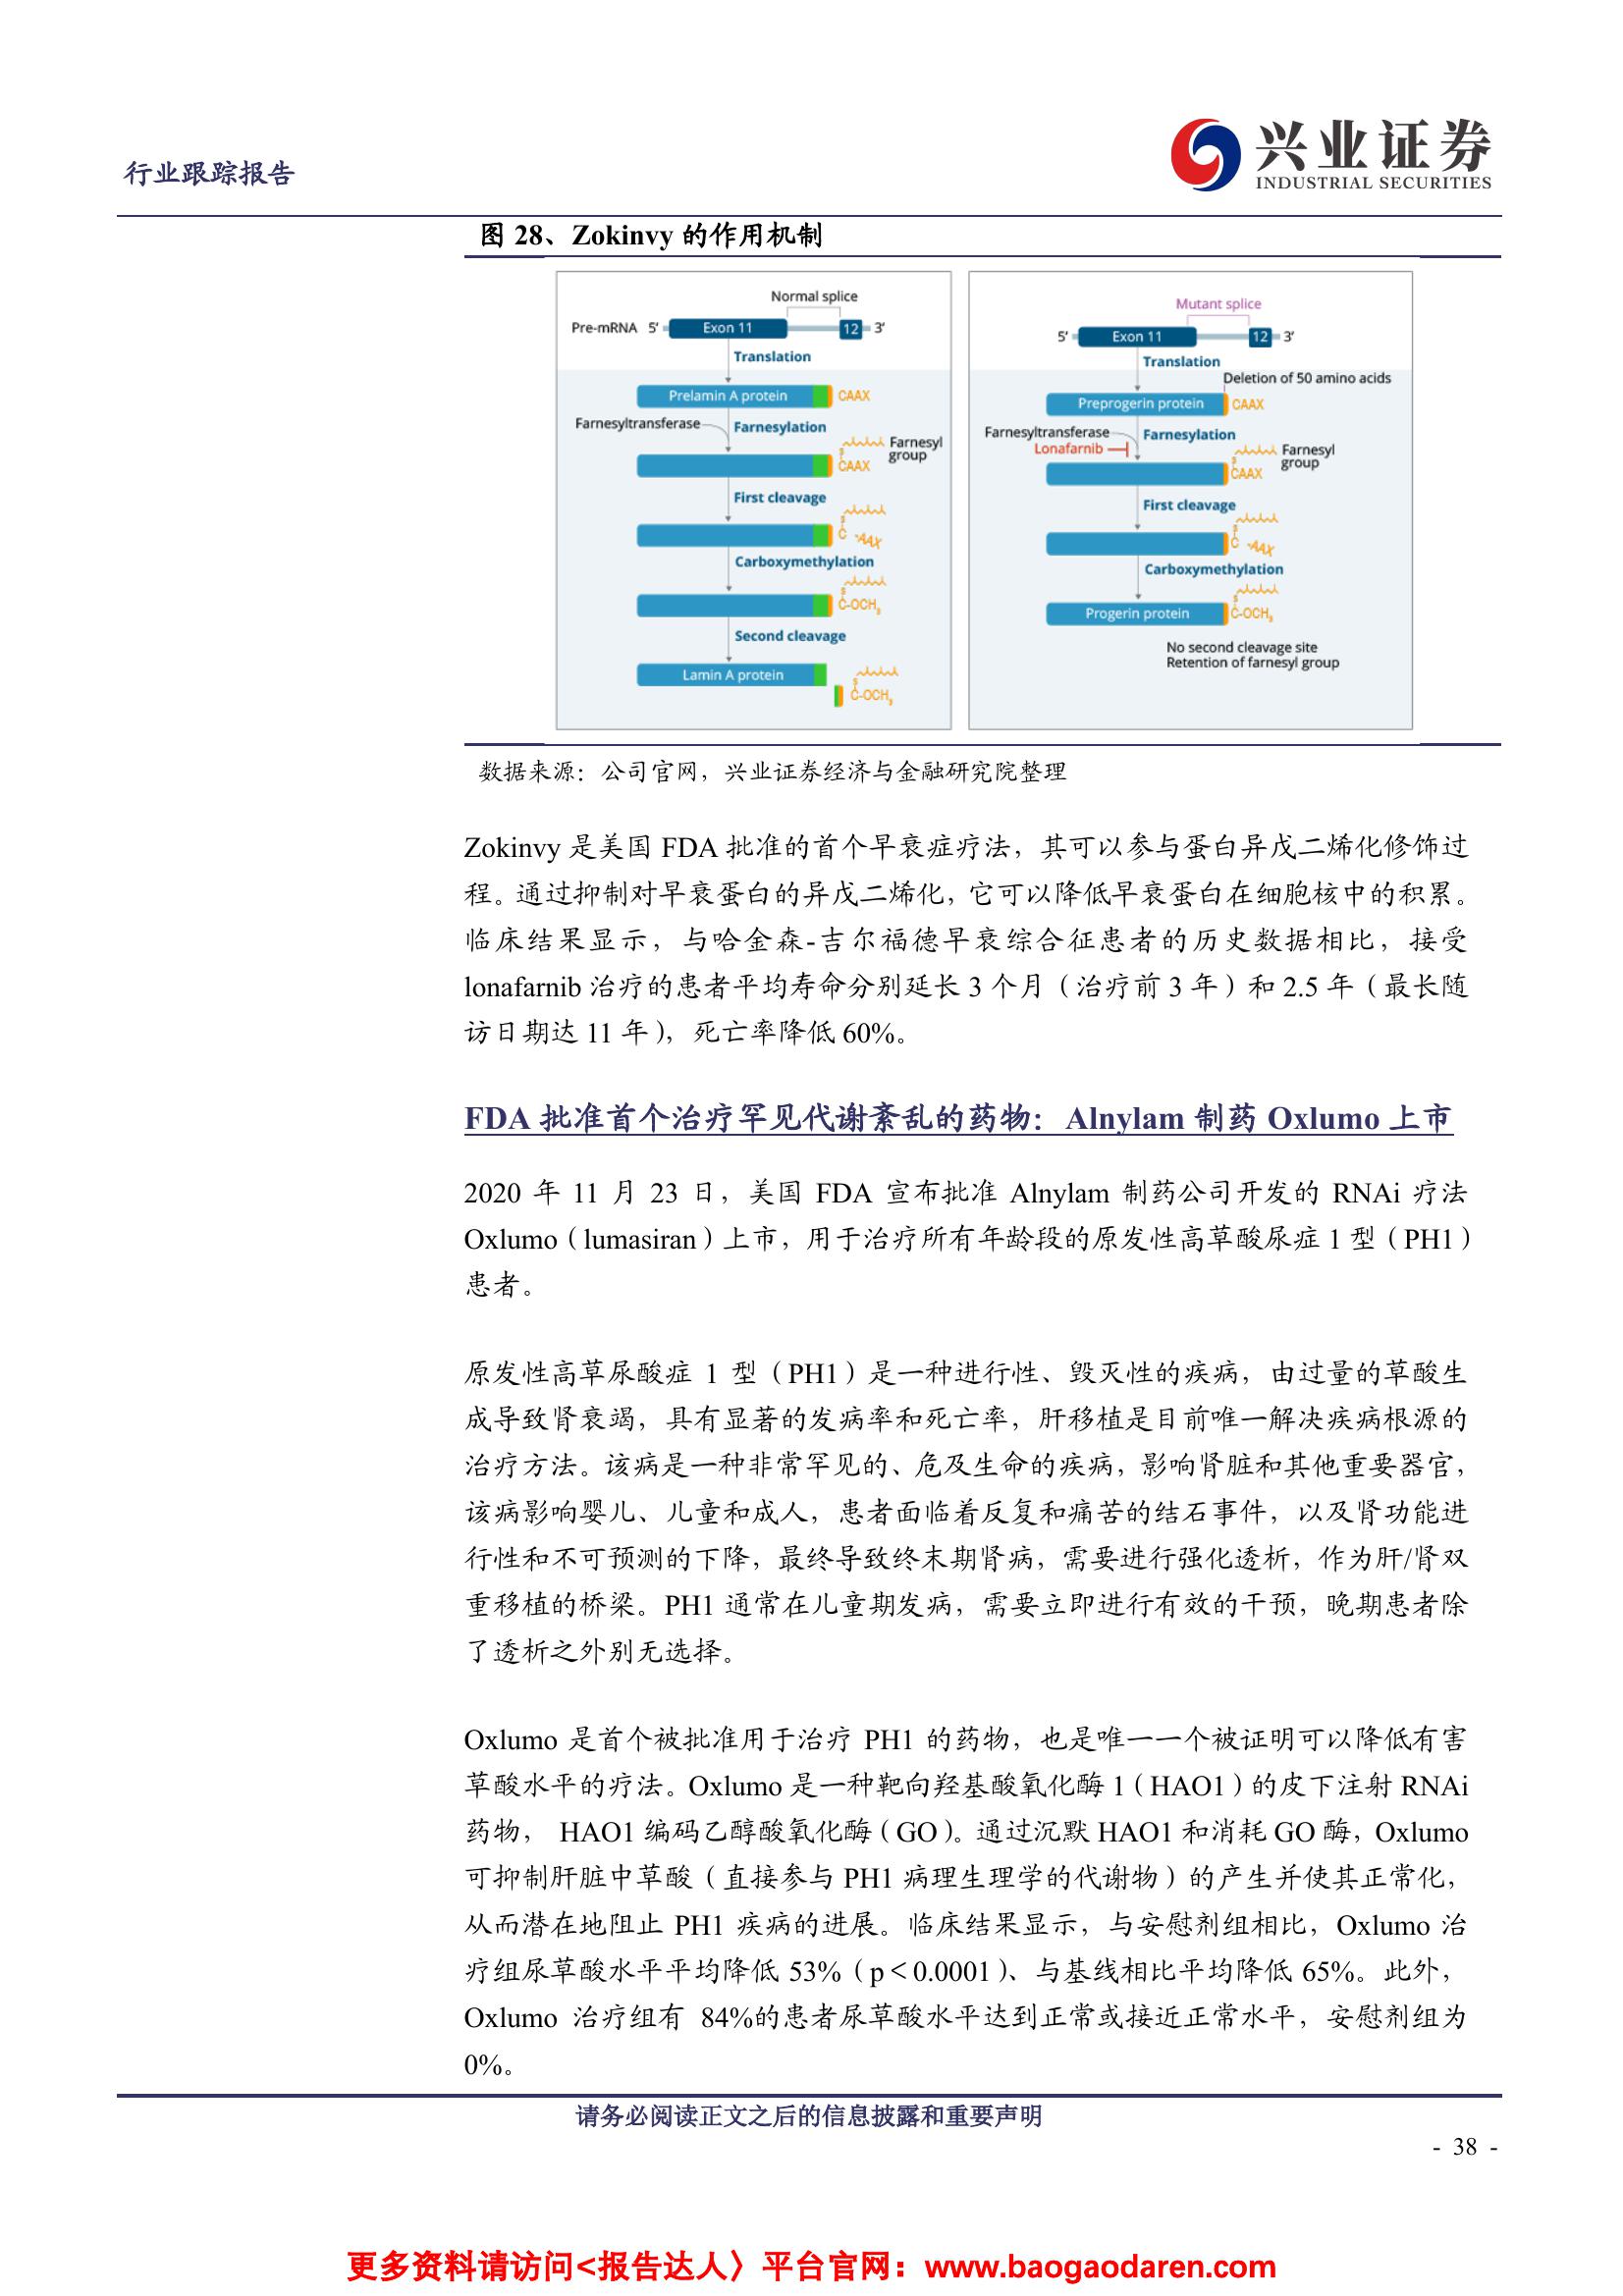 行业跟踪报告
兴业证券
INDUSTRIAL SECURITIES
图 28、Zokinvy 的作用机制
Normal splice
Pre-mRNA 5' Exon 11 12 3'
Translation
Prelamin A protein CAAX
Farnesyltransferase Farnesylation
Farnesyl
group
S
CAAX
First cleavage
S
C -AAX
Carboxymethylation
S
C-OCH₃
Second cleavage
Lamin A protein
S
C-OCH₃
Mutant splice
5' Exon 11 12 3'
Translation
Deletion of 50 amino acids
Preprogerin protein CAAX
Farnesyltransferase Farnesylation
Lonafarnib
Farnesyl
group
S
CAAX
First cleavage
S
C -AAX
Carboxymethylation
S
Progerin protein C-OCH₃
No second cleavage site
Retention of farnesyl group
数据来源：公司官网，兴业证券经济与金融研究院整理
Zokinvy 是美国 FDA 批准的首个早衰症疗法，其可以参与蛋白异戊二烯化修饰过
程。通过抑制对早衰蛋白的异戊二烯化，它可以降低早衰蛋白在细胞核中的积累。
临床结果显示，与哈金森-吉尔福德早衰综合征患者的历史数据相比，接受
lonafarnib 治疗的患者平均寿命分别延长 3 个月（治疗前 3 年）和 2.5 年（最长随
访日期达 11 年），死亡率降低 60%。
FDA 批准首个治疗罕见代谢紊乱的药物：Alnylam 制药 Oxlumo 上市
2020 年 11 月 23 日，美国 FDA 宣布批准 Alnylam 制药公司开发的 RNAi 疗法
Oxlumo（lumasiran）上市，用于治疗所有年龄段的原发性高草酸尿症 1 型（PH1）
患者。
原发性高草尿酸症 1 型（PH1）是一种进行性、毁灭性的疾病，由过量的草酸生
成导致肾衰竭，具有显著的发病率和死亡率，肝移植是目前唯一解决疾病根源的
治疗方法。该病是一种非常罕见的、危及生命的疾病，影响肾脏和其他重要器官，
该病影响婴儿、儿童和成人，患者面临着反复和痛苦的结石事件，以及肾功能进
行性和不可预测的下降，最终导致终末期肾病，需要进行强化透析，作为肝/肾双
重移植的桥梁。PH1 通常在儿童期发病，需要立即进行有效的干预，晚期患者除
了透析之外别无选择。
Oxlumo 是首个被批准用于治疗 PH1 的药物，也是唯一一个被证明可以降低有害
草酸水平的疗法。Oxlumo 是一种靶向羟基酸氧化酶 1（HAO1）的皮下注射 RNAi
药物， HAO1 编码乙醇酸氧化酶（GO）。通过沉默 HAO1 和消耗 GO 酶，Oxlumo
可抑制肝脏中草酸（直接参与 PH1 病理生理学的代谢物）的产生并使其正常化，
从而潜在地阻止 PH1 疾病的进展。临床结果显示，与安慰剂组相比，Oxlumo 治
疗组尿草酸水平平均降低 53%（p＜0.0001）、与基线相比平均降低 65%。此外，
Oxlumo 治疗组有 84%的患者尿草酸水平达到正常或接近正常水平，安慰剂组为
0%。
请务必阅读正文之后的信息披露和重要声明
- 38 -
更多资料请访问<报告达人〉平台官网：www.baogaodaren.com